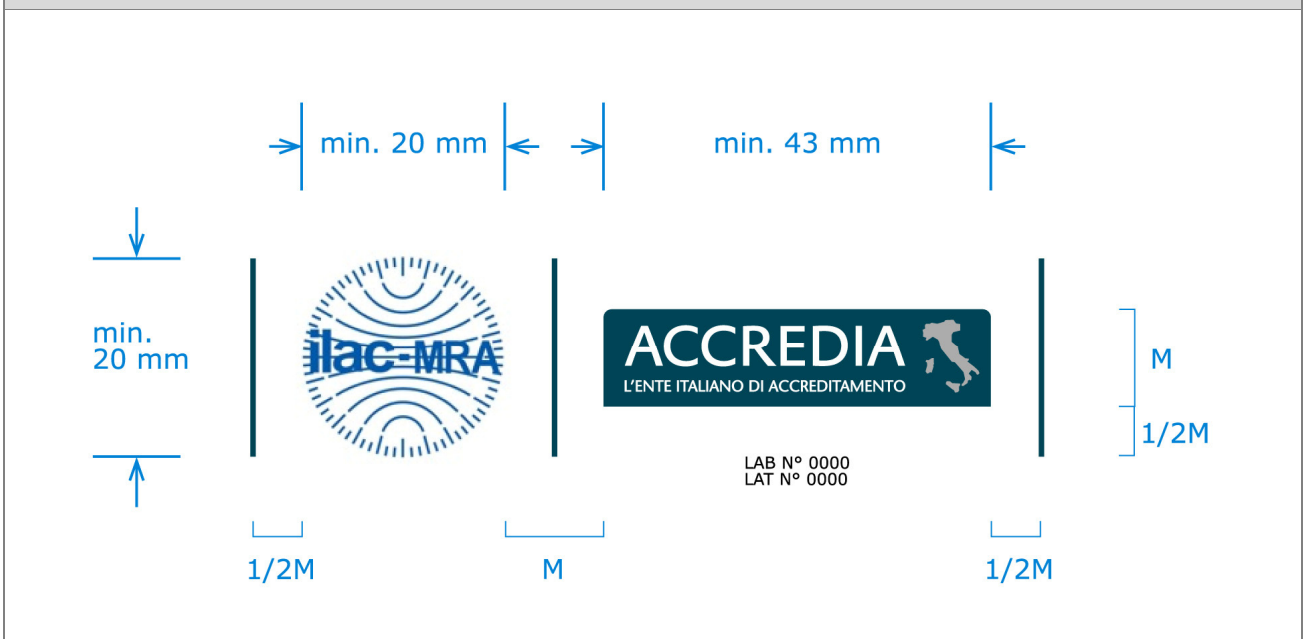 min. 20 mm
min. 43 mm
min.
20 mm
ilac-MRA
ACCREDIA
L'ENTE ITALIANO DI ACCREDITAMENTO
M
1/2M
LAB N° 0000
LAT N° 0000
1/2M
M
1/2M